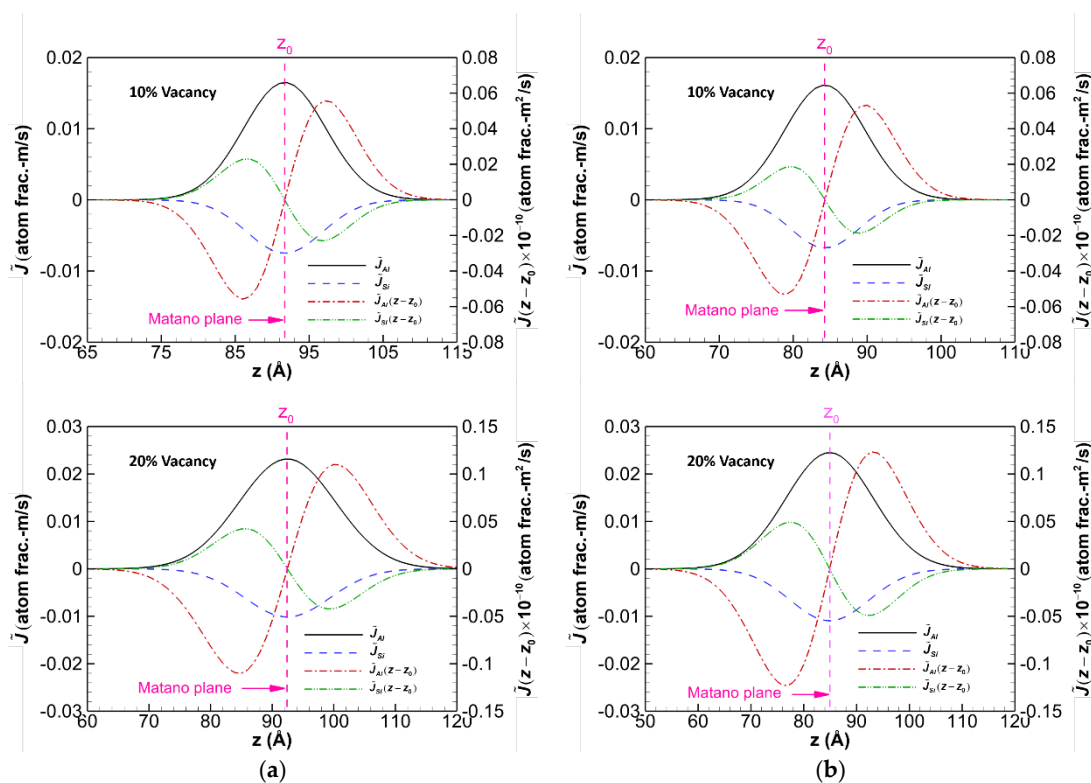 z₀
0.02
0.01
0
-0.01
-0.02
J̃ (atom frac.-m/s)
0.08
0.06
0.04
0.02
0
-0.02
-0.04
-0.06
-0.08
J̃(z – z₀)×10⁻¹⁰ (atom frac.-m²/s)
10% Vacancy
J̃Al
J̃Si
J̃Al(z–z₀)
J̃Si(z–z₀)
Matano plane
65 75 85 95 105 115
z (Å)
z₀
0.02
0.01
0
-0.01
-0.02
J̃ (atom frac.-m/s)
0.08
0.06
0.04
0.02
0
-0.02
-0.04
-0.06
-0.08
J̃(z – z₀)×10⁻¹⁰ (atom frac.-m²/s)
10% Vacancy
J̃Al
J̃Si
J̃Al(z–z₀)
J̃Si(z–z₀)
Matano plane
60 70 80 90 100 110
z (Å)
z₀
0.03
0.02
0.01
0
-0.01
-0.02
-0.03
J̃ (atom frac.-m/s)
0.15
0.1
0.05
0
-0.05
-0.1
-0.15
J̃(z – z₀)×10⁻¹⁰ (atom frac.-m²/s)
20% Vacancy
J̃Al
J̃Si
J̃Al(z–z₀)
J̃Si(z–z₀)
Matano plane
60 70 80 90 100 110 120
z (Å)
z₀
0.03
0.02
0.01
0
-0.01
-0.02
-0.03
J̃ (atom frac.-m/s)
0.15
0.1
0.05
0
-0.05
-0.1
-0.15
J̃(z – z₀)×10⁻¹⁰ (atom frac.-m²/s)
20% Vacancy
J̃Al
J̃Si
J̃Al(z–z₀)
J̃Si(z–z₀)
Matano plane
50 60 70 80 90 100 110 120
z (Å)
(a)
(b)